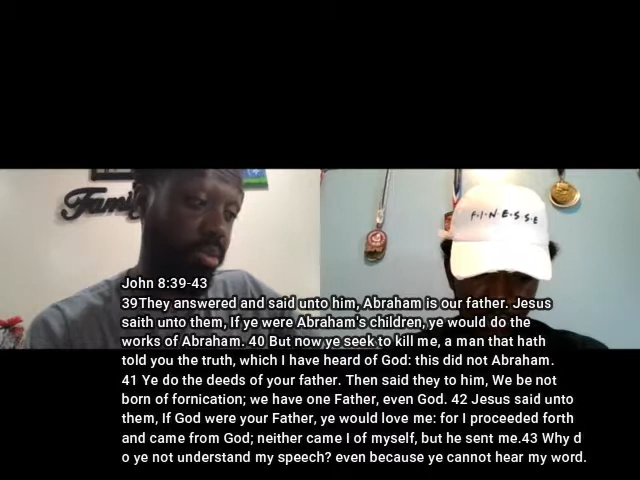 Family
F·I·N·E·S·S·E
John 8:39-43
39They answered and said unto him, Abraham is our father. Jesus
saith unto them, If ye were Abraham's children, ye would do the
works of Abraham. 40 But now ye seek to kill me, a man that hath
told you the truth, which I have heard of God: this did not Abraham.
41 Ye do the deeds of your father. Then said they to him, We be not
born of fornication; we have one Father, even God. 42 Jesus said unto
them, If God were your Father, ye would love me: for I proceeded forth
and came from God; neither came I of myself, but he sent me.43 Why d
o ye not understand my speech? even because ye cannot hear my word.